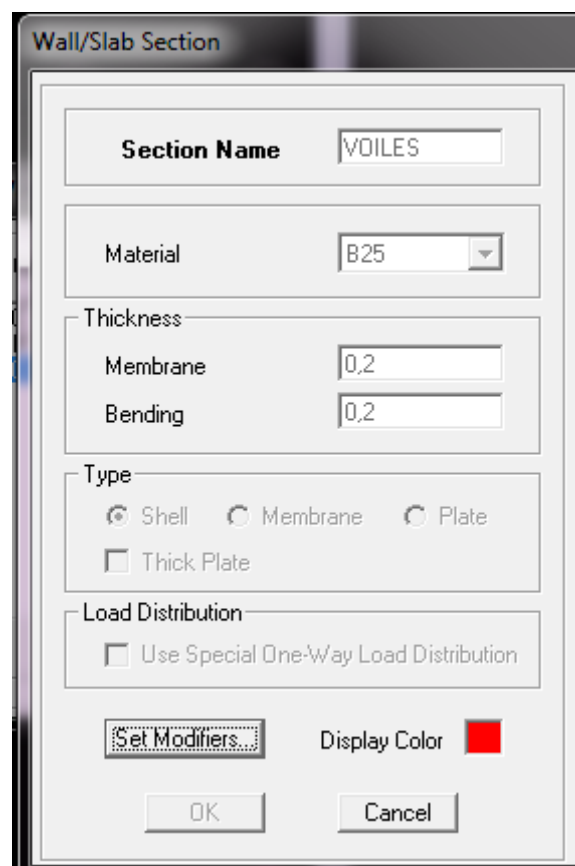 Wall/Slab Section
Section Name VOILES
Material B25
Thickness
Membrane 0,2
Bending 0,2
Type
Shell Membrane Plate
Thick Plate
Load Distribution
Use Special One-Way Load Distribution
Set Modifiers... Display Color
OK Cancel